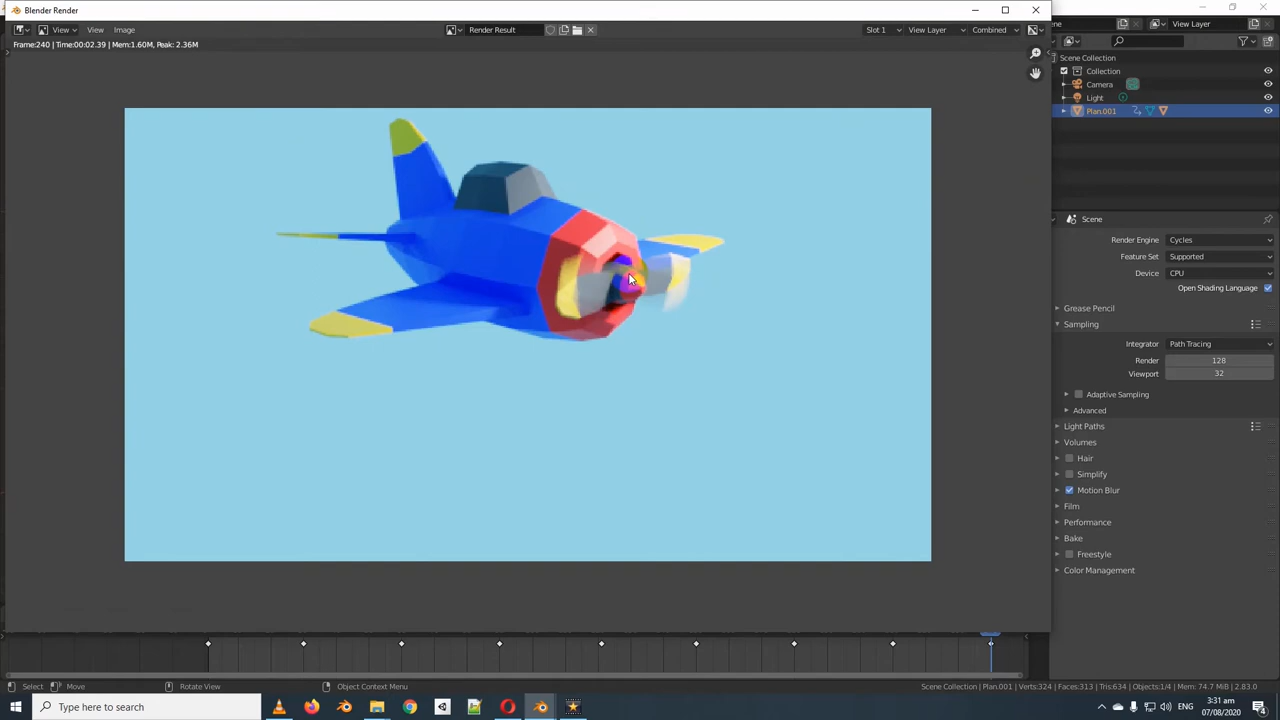 Blender Render
View View Image Render Result Slot 1 View Layer Combined
Frame:240 | Time:00:02.39 | Mem:1.60M, Peak: 2.36M
View Layer
Scene Collection
Collection
Camera
Light
Plan.001
Scene
Render Engine Cycles
Feature Set Supported
Device CPU
Open Shading Language
Grease Pencil
Sampling
Integrator Path Tracing
Render 128
Viewport 32
Adaptive Sampling
Advanced
Light Paths
Volumes
Hair
Simplify
Motion Blur
Film
Performance
Bake
Freestyle
Color Management
Select Move Rotate View Object Context Menu Scene Collection | Plan.001 | Verts:324 | Faces:313 | Tris:634 | Objects:1/4 | Mem: 74.7 MiB | 2.83.0
Type here to search ENG 3:31 am
07/08/2020